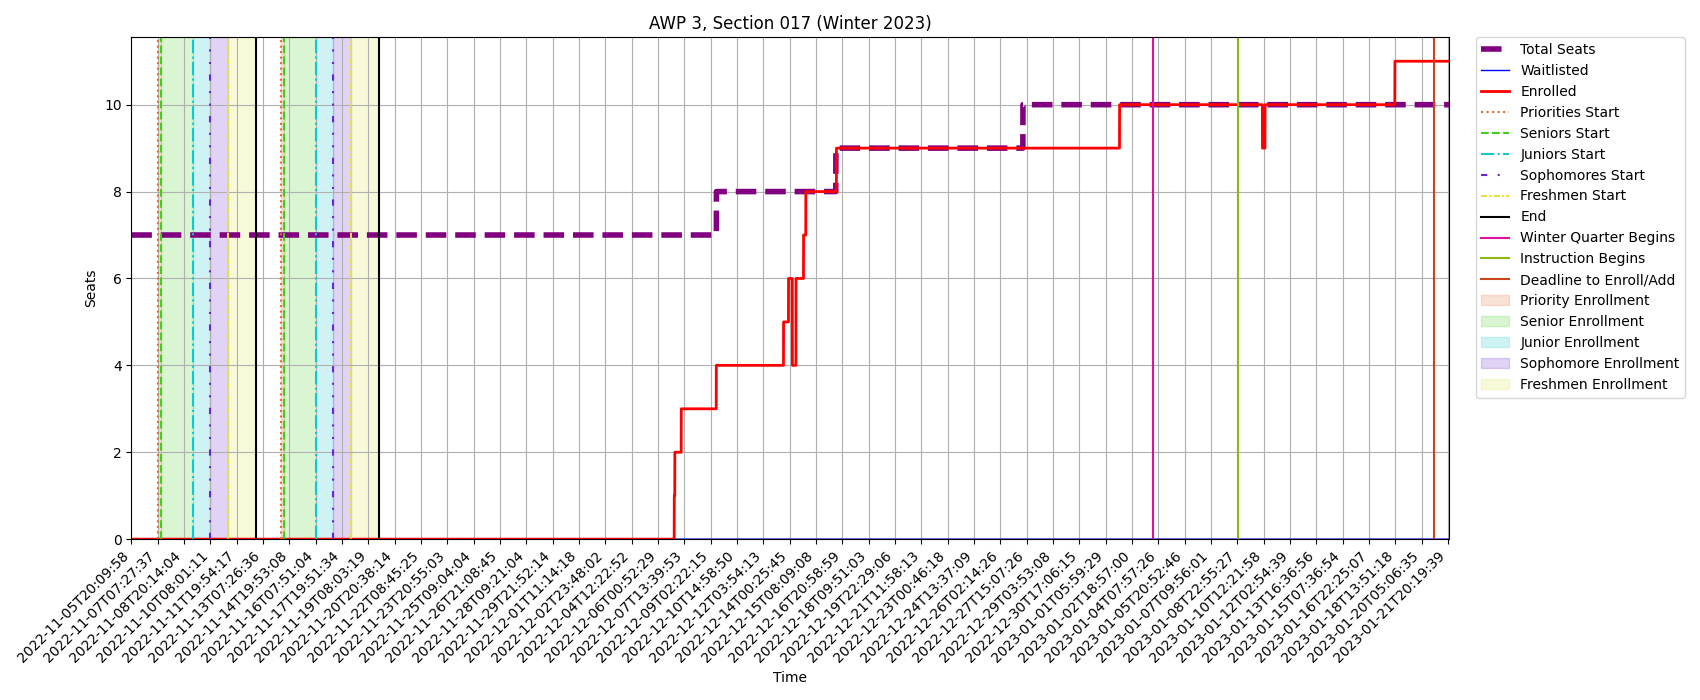 AWP 3, Section 017 (Winter 2023)
Seats
10
8
6
4
2
0
2022-11-05T20:09:58
2022-11-07T07:27:37
2022-11-08T20:14:04
2022-11-10T08:01:11
2022-11-11T19:54:17
2022-11-13T07:26:36
2022-11-14T19:53:08
2022-11-16T07:51:04
2022-11-17T19:51:34
2022-11-19T08:03:19
2022-11-20T20:38:14
2022-11-22T08:45:25
2022-11-23T20:55:03
2022-11-25T09:04:04
2022-11-26T21:08:45
2022-11-28T09:21:04
2022-11-29T21:52:14
2022-12-01T11:14:18
2022-12-02T23:48:02
2022-12-04T12:22:52
2022-12-06T00:52:29
2022-12-07T13:39:53
2022-12-09T02:22:15
2022-12-10T14:58:50
2022-12-12T03:54:13
2022-12-14T00:25:45
2022-12-15T08:09:08
2022-12-16T20:58:59
2022-12-18T09:51:03
2022-12-19T22:29:06
2022-12-21T11:58:13
2022-12-23T00:46:18
2022-12-24T13:37:09
2022-12-26T02:14:26
2022-12-27T15:07:26
2022-12-29T03:53:08
2022-12-30T17:06:15
2023-01-01T05:59:29
2023-01-02T18:57:00
2023-01-04T07:57:26
2023-01-05T20:52:46
2023-01-07T09:56:01
2023-01-08T22:55:27
2023-01-10T12:21:58
2023-01-12T02:54:39
2023-01-13T16:36:56
2023-01-15T07:36:54
2023-01-16T22:25:07
2023-01-18T13:51:18
2023-01-20T05:06:35
2023-01-21T20:19:39
Time
Total Seats
Waitlisted
Enrolled
Priorities Start
Seniors Start
Juniors Start
Sophomores Start
Freshmen Start
End
Winter Quarter Begins
Instruction Begins
Deadline to Enroll/Add
Priority Enrollment
Senior Enrollment
Junior Enrollment
Sophomore Enrollment
Freshmen Enrollment